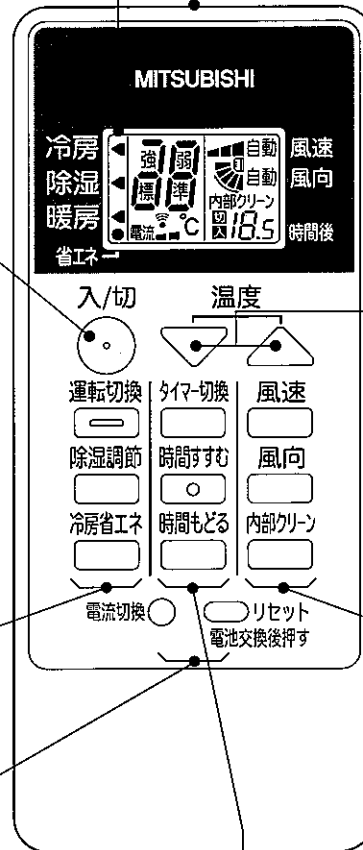 MITSUBISHI
冷房 強 弱 自動 風速
除湿 標 準 自動 風向
暖房 電流 ℃ 内部クリーン 切 入 18.5 時間後
省エネ
入/切 温度
運転切換 タイマー切換 風速
除湿調節 時間すすむ 風向
冷房省エネ 時間もどる 内部クリーン
電流切換 リセット
電池交換後押す